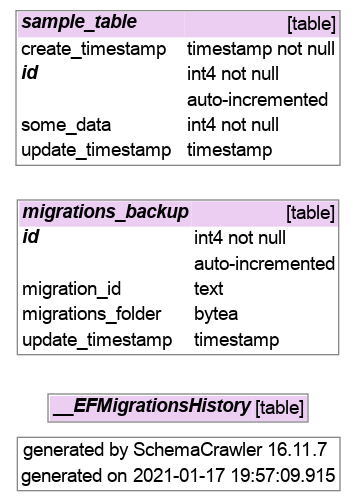 sample_table [table]
create_timestamp timestamp not null
id int4 not null
auto-incremented
some_data int4 not null
update_timestamp timestamp
migrations_backup [table]
id int4 not null
auto-incremented
migration_id text
migrations_folder bytea
update_timestamp timestamp
__EFMigrationsHistory [table]
generated by SchemaCrawler 16.11.7
generated on 2021-01-17 19:57:09.915